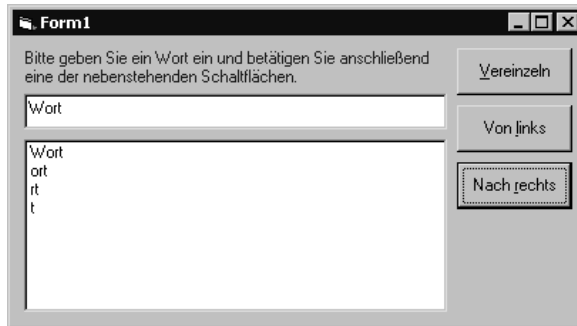 Form1
Bitte geben Sie ein Wort ein und betätigen Sie anschließend
eine der nebenstehenden Schaltflächen.
Wort
Wort
ort
rt
t
Vereinzeln
Von links
Nach rechts